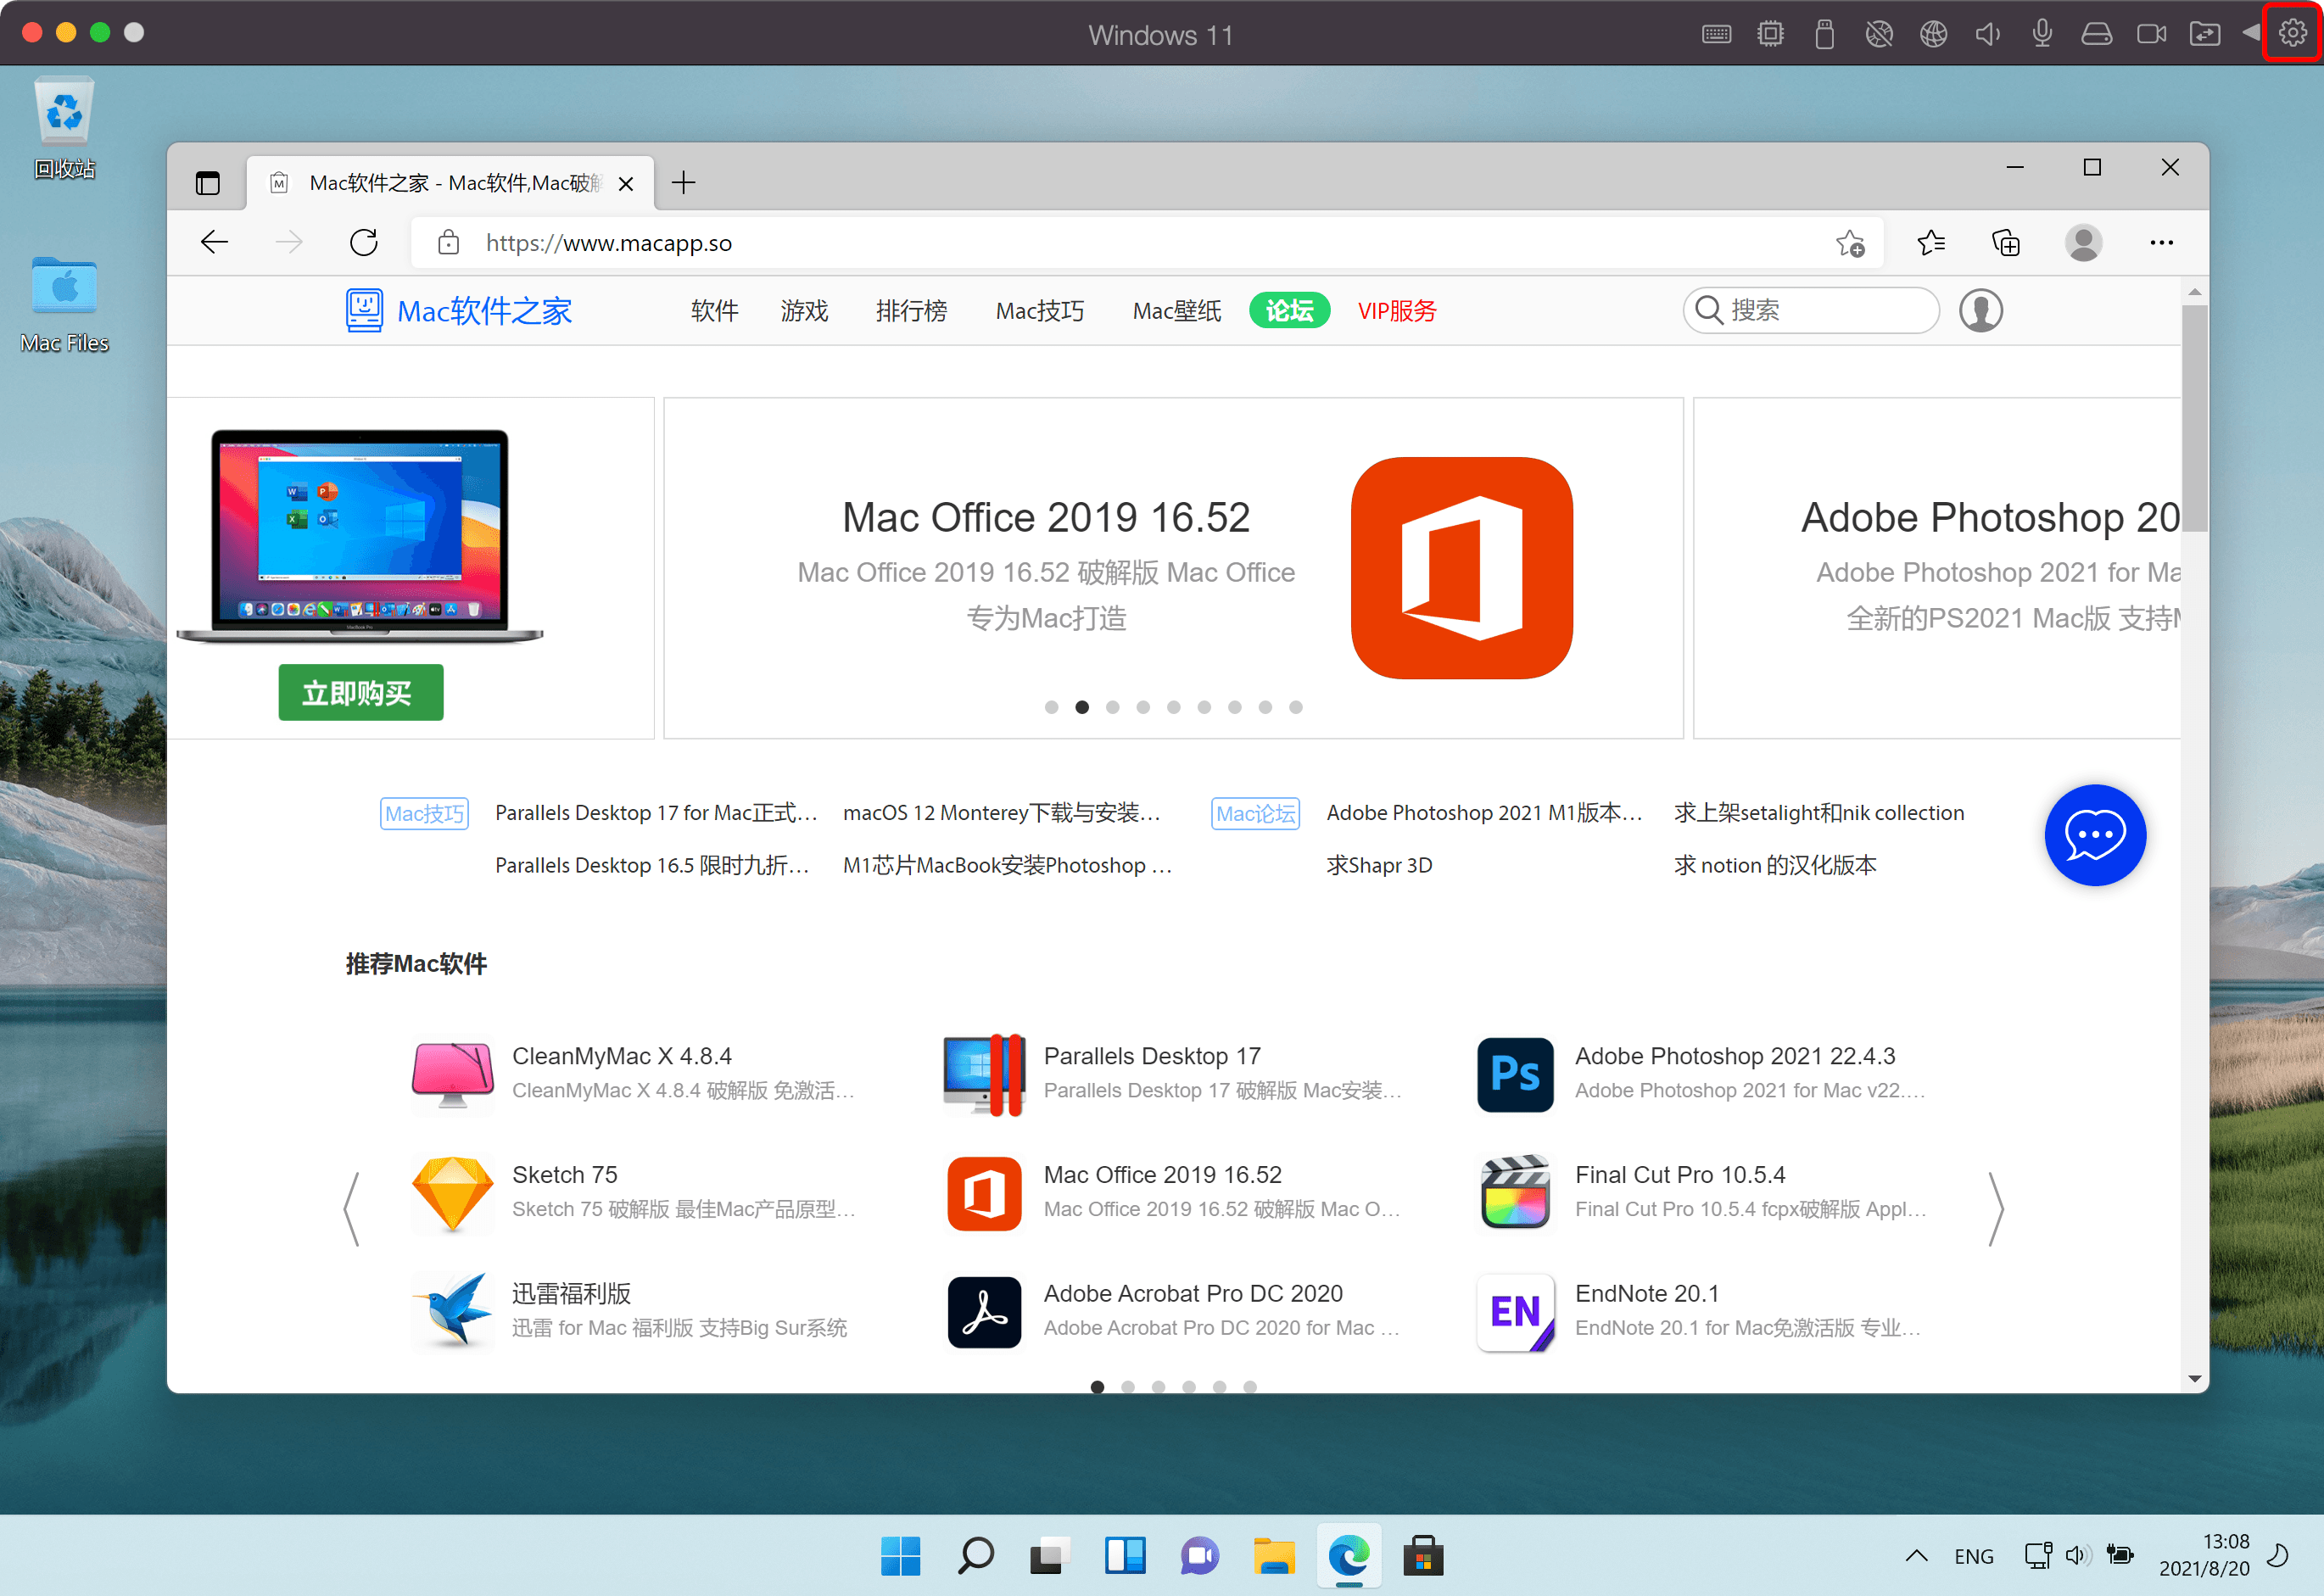 Windows 11
回收站
Mac Files
Mac软件之家 - Mac软件,Mac破解
https://www.macapp.so
Mac软件之家
软件
游戏
排行榜
Mac技巧
Mac壁纸
论坛
VIP服务
搜索
立即购买
Mac Office 2019 16.52
Mac Office 2019 16.52 破解版 Mac Office
专为Mac打造
Adobe Photoshop 20
Adobe Photoshop 2021 for Ma
全新的PS2021 Mac版 支持M
Mac技巧
Parallels Desktop 17 for Mac正式…
macOS 12 Monterey下载与安装…
Mac论坛
Adobe Photoshop 2021 M1版本…
求上架setalight和nik collection
Parallels Desktop 16.5 限时九折…
M1芯片MacBook安装Photoshop …
求Shapr 3D
求 notion 的汉化版本
推荐Mac软件
CleanMyMac X 4.8.4
CleanMyMac X 4.8.4 破解版 免激活…
Parallels Desktop 17
Parallels Desktop 17 破解版 Mac安装…
Ps
Adobe Photoshop 2021 22.4.3
Adobe Photoshop 2021 for Mac v22.…
Sketch 75
Sketch 75 破解版 最佳Mac产品原型…
Mac Office 2019 16.52
Mac Office 2019 16.52 破解版 Mac O…
Final Cut Pro 10.5.4
Final Cut Pro 10.5.4 fcpx破解版 Appl…
迅雷福利版
迅雷 for Mac 福利版 支持Big Sur系统
Adobe Acrobat Pro DC 2020
Adobe Acrobat Pro DC 2020 for Mac …
EN
EndNote 20.1
EndNote 20.1 for Mac免激活版 专业…
ENG
13:08
2021/8/20